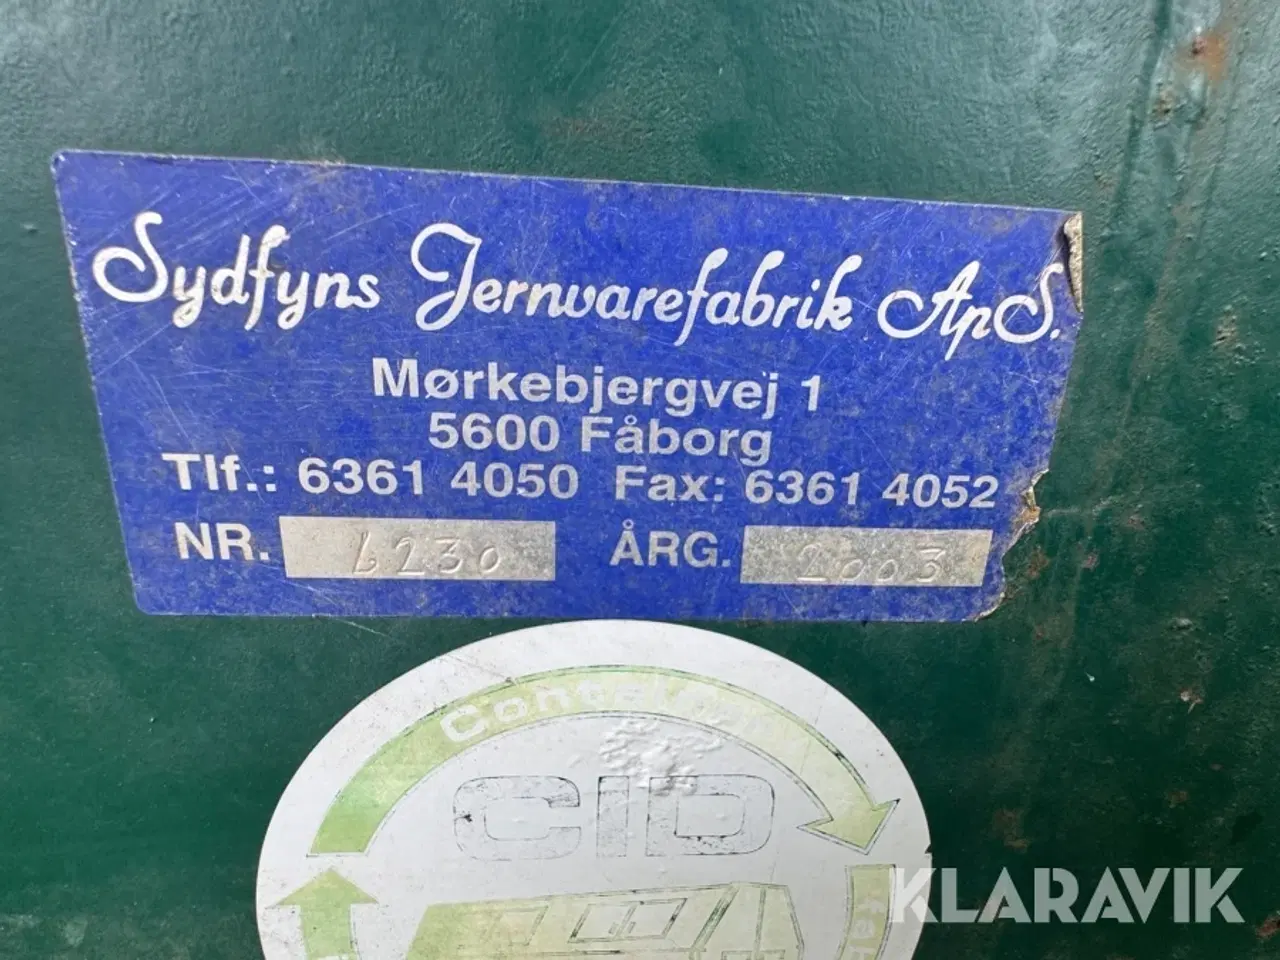 Sydfyns Jernvarefabrik ApS.
Mørkebjergvej 1
5600 Fåborg
Tlf.: 6361 4050 Fax: 6361 4052
NR. 6230 ÅRG. 2003
CID
KLARAVIK